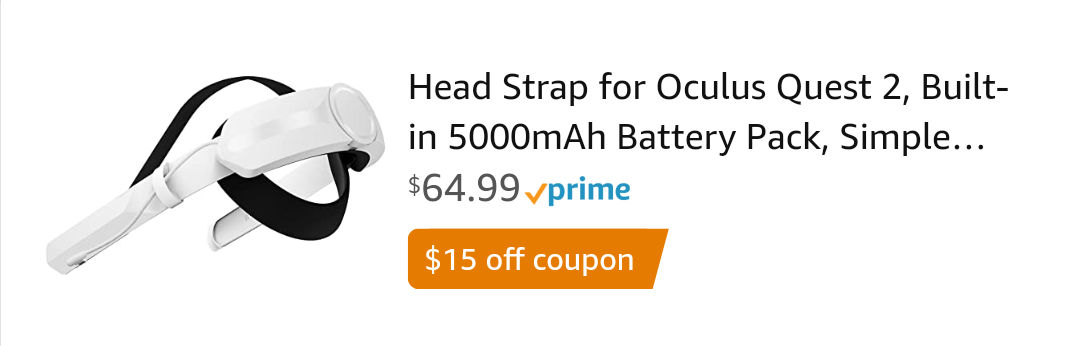 Head Strap for Oculus Quest 2, Built-
in 5000mAh Battery Pack, Simple...
$64.99 prime
$15 off coupon